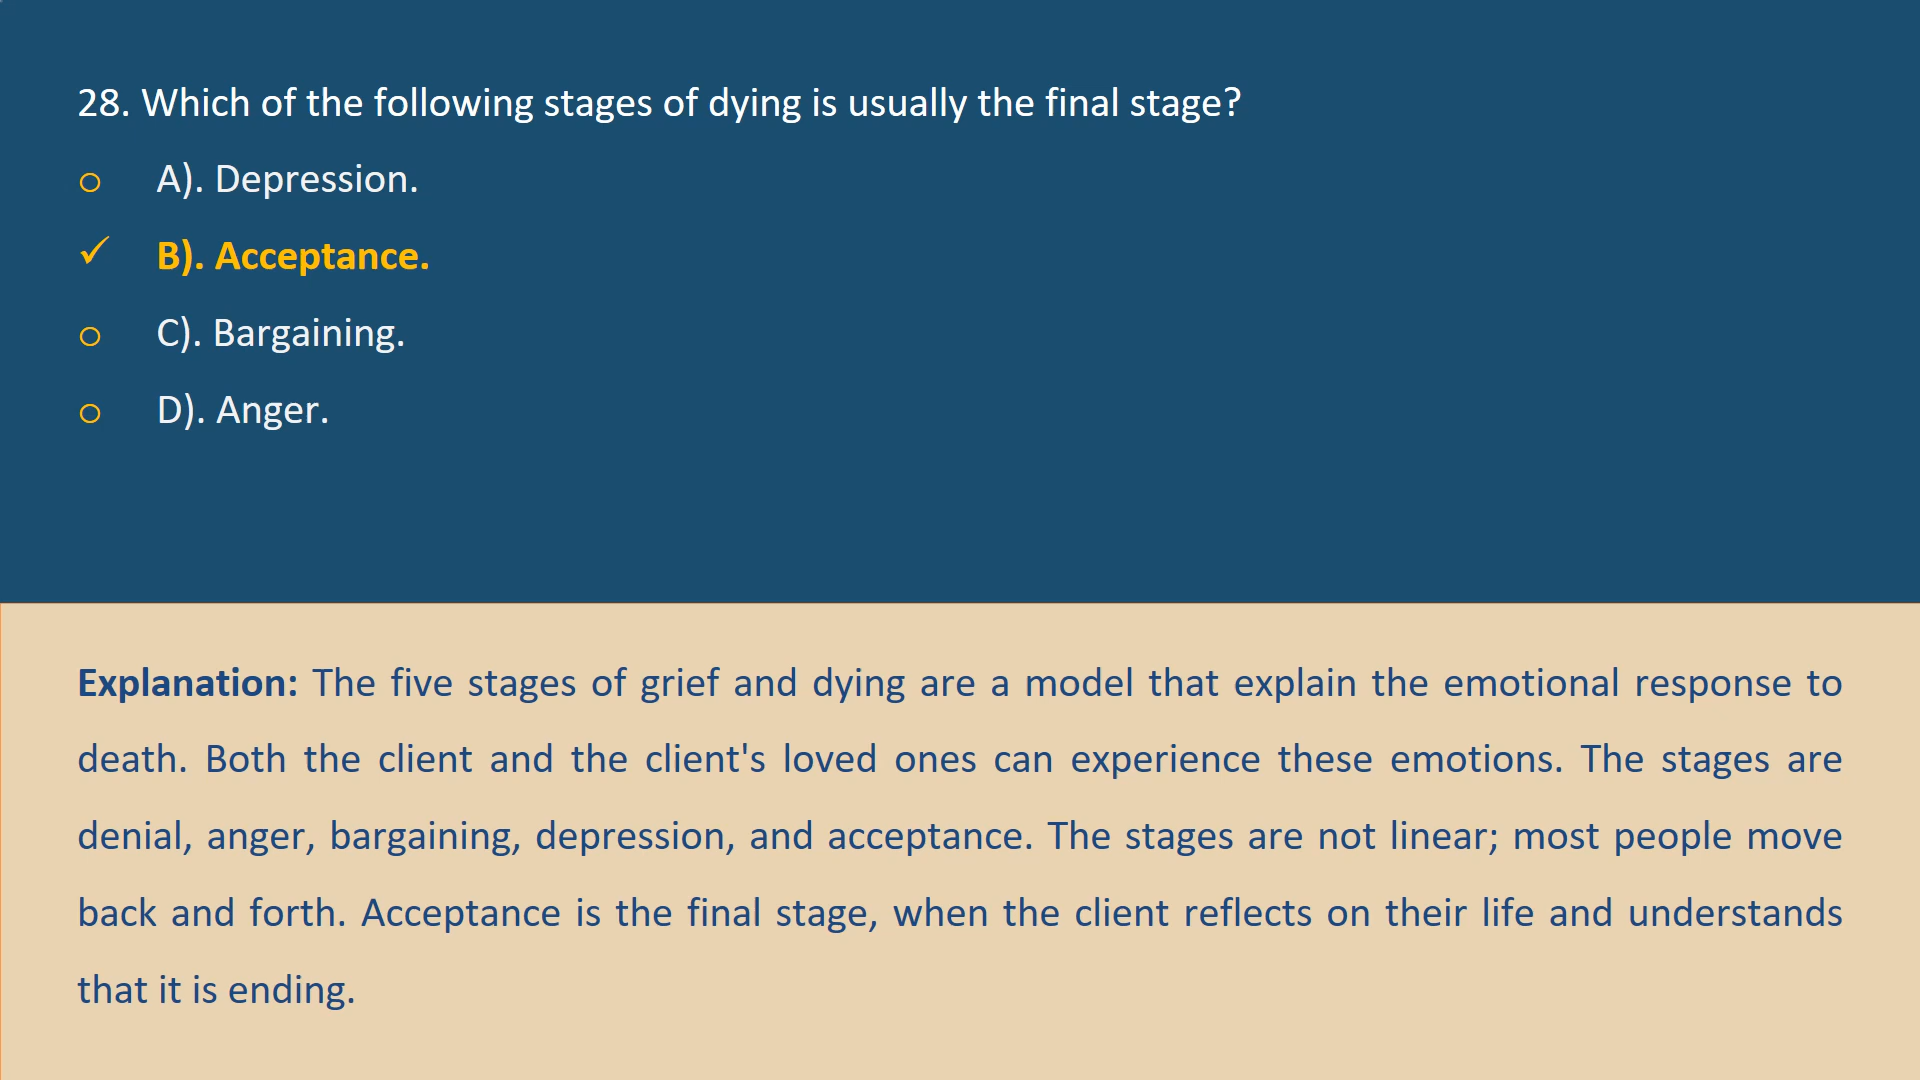 28. Which of the following stages of dying is usually the final stage?
A). Depression.
B). Acceptance.
C). Bargaining.
D). Anger.
Explanation: The five stages of grief and dying are a model that explain the emotional response to
death. Both the client and the client's loved ones can experience these emotions. The stages are
denial, anger, bargaining, depression, and acceptance. The stages are not linear; most people move
back and forth. Acceptance is the final stage, when the client reflects on their life and understands
that it is ending.